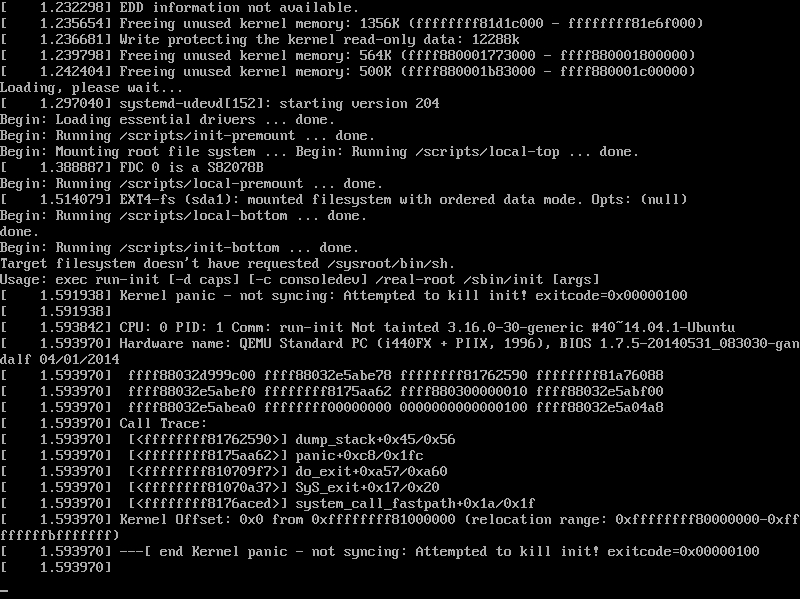 [    1.232298] EDD information not available.
[    1.235654] Freeing unused kernel memory: 1356K (ffffffff81d1c000 - ffffffff81e6f000)
[    1.236681] Write protecting the kernel read-only data: 12288k
[    1.239798] Freeing unused kernel memory: 564K (ffff880001773000 - ffff880001800000)
[    1.242404] Freeing unused kernel memory: 500K (ffff880001b83000 - ffff880001c00000)
Loading, please wait...
[    1.297040] systemd-udevd[152]: starting version 204
Begin: Loading essential drivers ... done.
Begin: Running /scripts/init-premount ... done.
Begin: Mounting root file system ... Begin: Running /scripts/local-top ... done.
[    1.388887] FDC 0 is a S82078B
Begin: Running /scripts/local-premount ... done.
[    1.514079] EXT4-fs (sda1): mounted filesystem with ordered data mode. Opts: (null)
Begin: Running /scripts/local-bottom ... done.
done.
Begin: Running /scripts/init-bottom ... done.
Target filesystem doesn't have requested /sysroot/bin/sh.
Usage: exec run-init [-d caps] [-c consoledev] /real-root /sbin/init [args]
[    1.591938] Kernel panic - not syncing: Attempted to kill init! exitcode=0x00000100
[    1.591938]
[    1.593842] CPU: 0 PID: 1 Comm: run-init Not tainted 3.16.0-30-generic #40~14.04.1-Ubuntu
[    1.593970] Hardware name: QEMU Standard PC (i440FX + PIIX, 1996), BIOS 1.7.5-20140531_083030-gan
dalf 04/01/2014
[    1.593970]  ffff88032d999c00 ffff88032e5abe78 ffffffff81762590 ffffffff81a76088
[    1.593970]  ffff88032e5abef0 ffffffff8175aa62 ffff880300000010 ffff88032e5abf00
[    1.593970]  ffff88032e5abea0 ffffffff00000000 0000000000000100 ffff88032e5a04a8
[    1.593970] Call Trace:
[    1.593970]  [<ffffffff81762590>] dump_stack+0x45/0x56
[    1.593970]  [<ffffffff8175aa62>] panic+0xc8/0x1fc
[    1.593970]  [<ffffffff810709f7>] do_exit+0xa57/0xa60
[    1.593970]  [<ffffffff81070a37>] SyS_exit+0x17/0x20
[    1.593970]  [<ffffffff8176aced>] system_call_fastpath+0x1a/0x1f
[    1.593970] Kernel Offset: 0x0 from 0xffffffff81000000 (relocation range: 0xffffffff80000000-0xff
ffffffbfffffff)
[    1.593970] ---[ end Kernel panic - not syncing: Attempted to kill init! exitcode=0x00000100
[    1.593970]